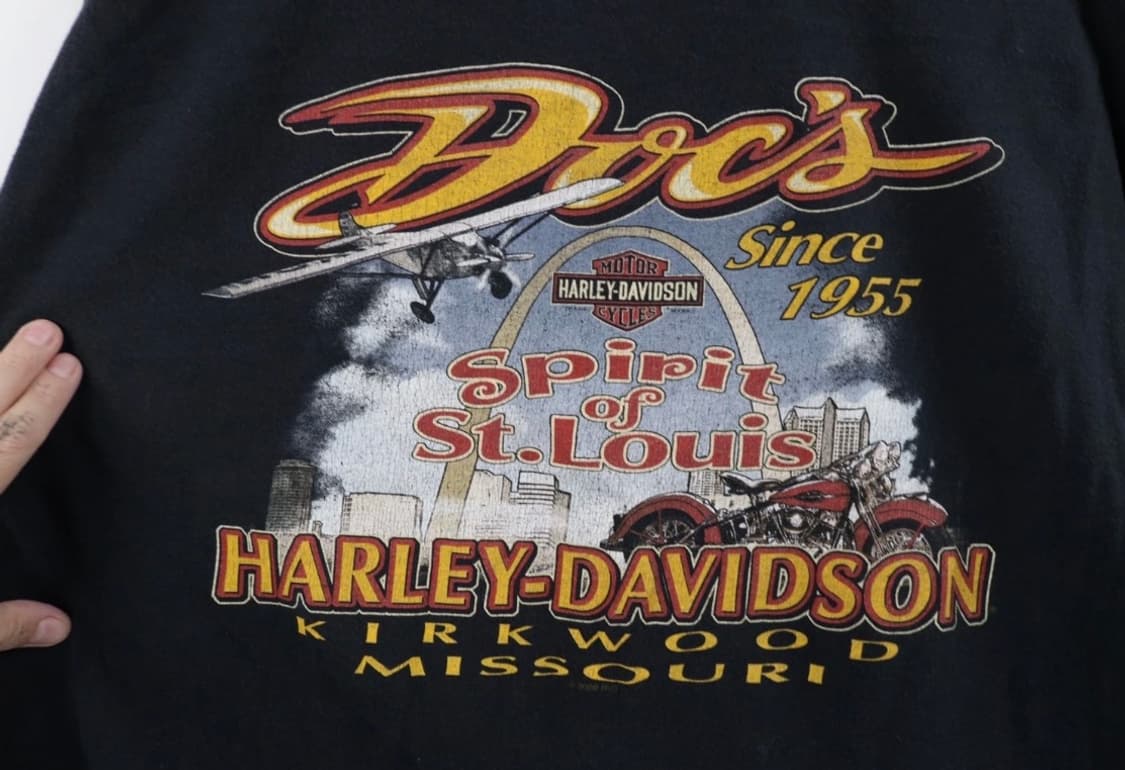 Doc's
Since
1955
MOTOR
HARLEY-DAVIDSON
CYCLES
Spirit
of
St. Louis
HARLEY-DAVIDSON
KIRKWOOD
MISSOURI